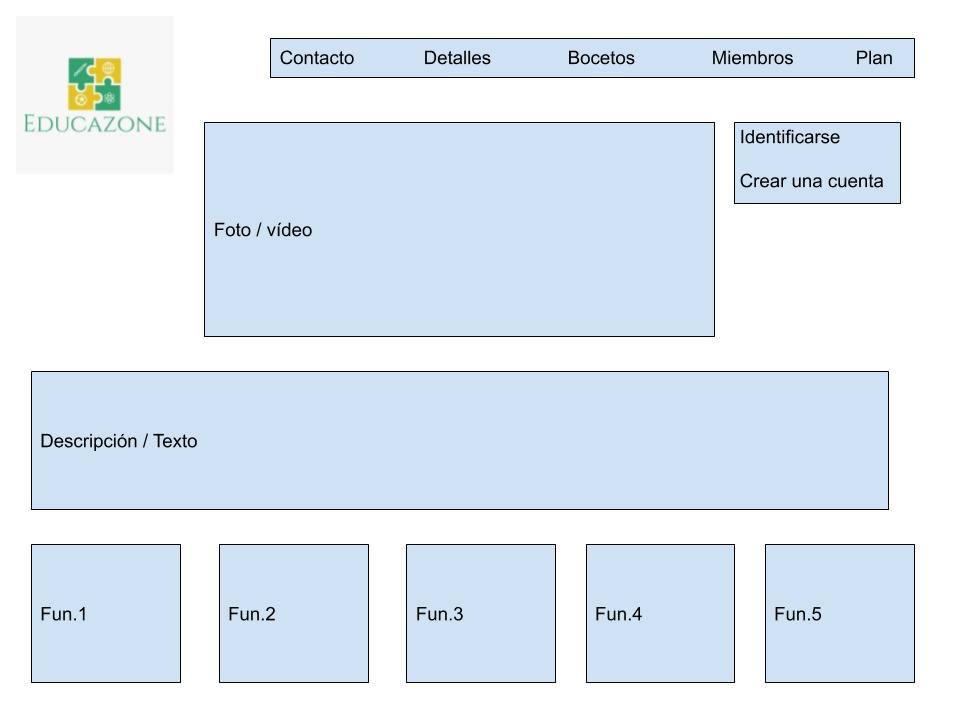 EDUCAZONE
Contacto Detalles Bocetos Miembros Plan
Identificarse
Crear una cuenta
Foto / vídeo
Descripción / Texto
Fun.1 Fun.2 Fun.3 Fun.4 Fun.5